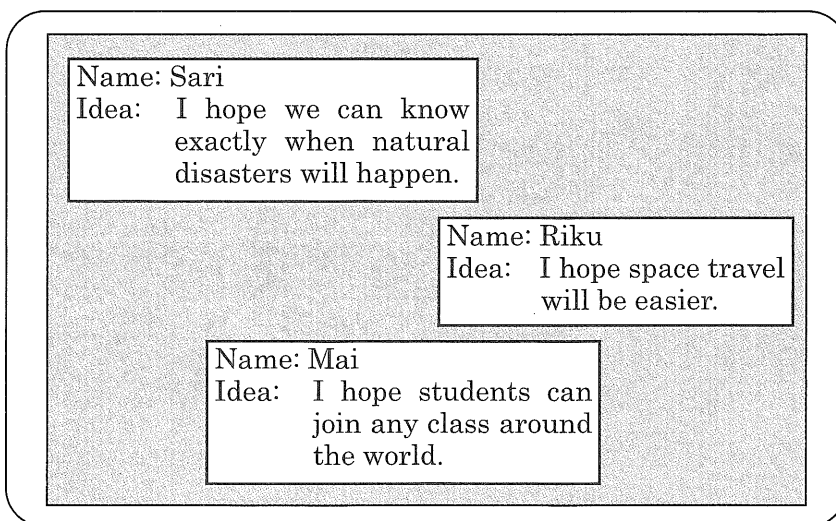 Name: Sari
Idea: I hope we can know
exactly when natural
disasters will happen.
Name: Riku
Idea: I hope space travel
will be easier.
Name: Mai
Idea: I hope students can
join any class around
the world.